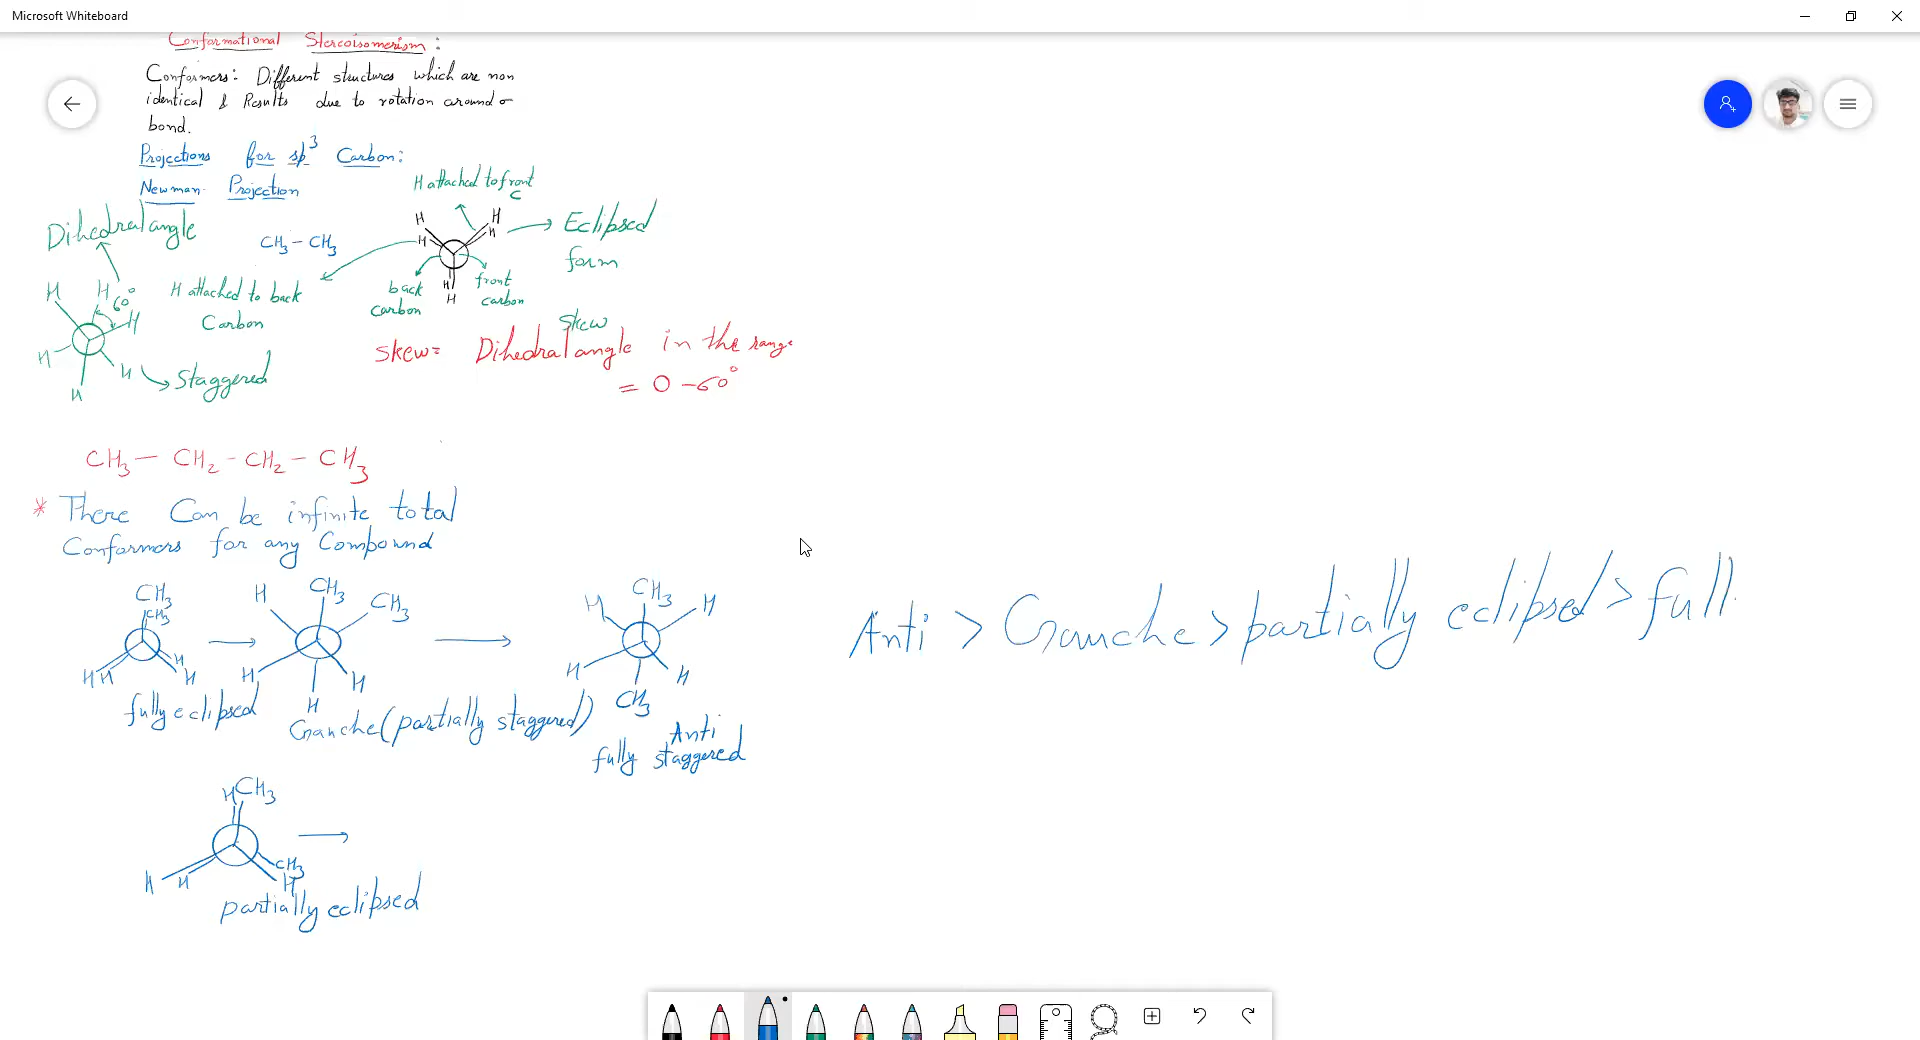 Microsoft Whiteboard
Conformational Stereoisomerism:
Conformers: Different structures which are non
identical & Results due to rotation around σ
bond.
Projections for sp³ Carbon:
Newman Projection
H attached to front
C
Dihedral angle
CH₃ - CH₃
H H
H H
Eclipsed
form
H H 60°
H attached to back
Carbon
back
carbon
front
carbon
H
H
H
H H
H
Staggered
skew
skew = Dihedral angle in the range
= 0 - 60°
CH₃ - CH₂ - CH₂ - CH₃
* There Can be infinite total
Conformers for any Compound
CH₃
CH₃
H H H H
fully eclipsed
H CH₃ CH₃
H H
H
Gauche (partially staggered)
H CH₃ H
H H
CH₃
Anti
fully staggered
Anti > Gauche > partially eclipsed > full
H CH₃
CH₃
H H H
partially eclipsed